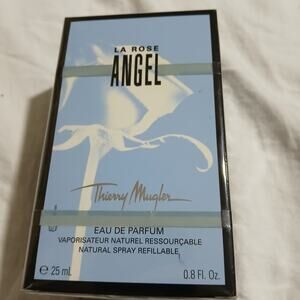 LA ROSE
ANGEL
Thierry Mugler
EAU DE PARFUM
VAPORISATEUR NATUREL RESSOURÇABLE
NATURAL SPRAY REFILLABLE
℮ 25 mL 0.8 Fl. Oz.